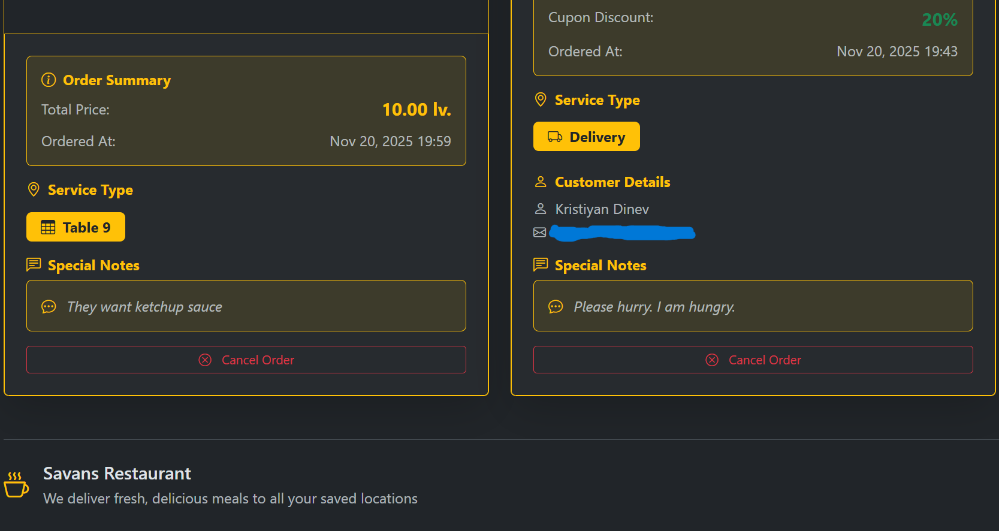 Order Summary
Total Price: 10.00 lv.
Ordered At: Nov 20, 2025 19:59
Service Type
Table 9
Special Notes
They want ketchup sauce
Cancel Order
Cupon Discount: 20%
Ordered At: Nov 20, 2025 19:43
Service Type
Delivery
Customer Details
Kristiyan Dinev
Special Notes
Please hurry. I am hungry.
Cancel Order
Savans Restaurant
We deliver fresh, delicious meals to all your saved locations